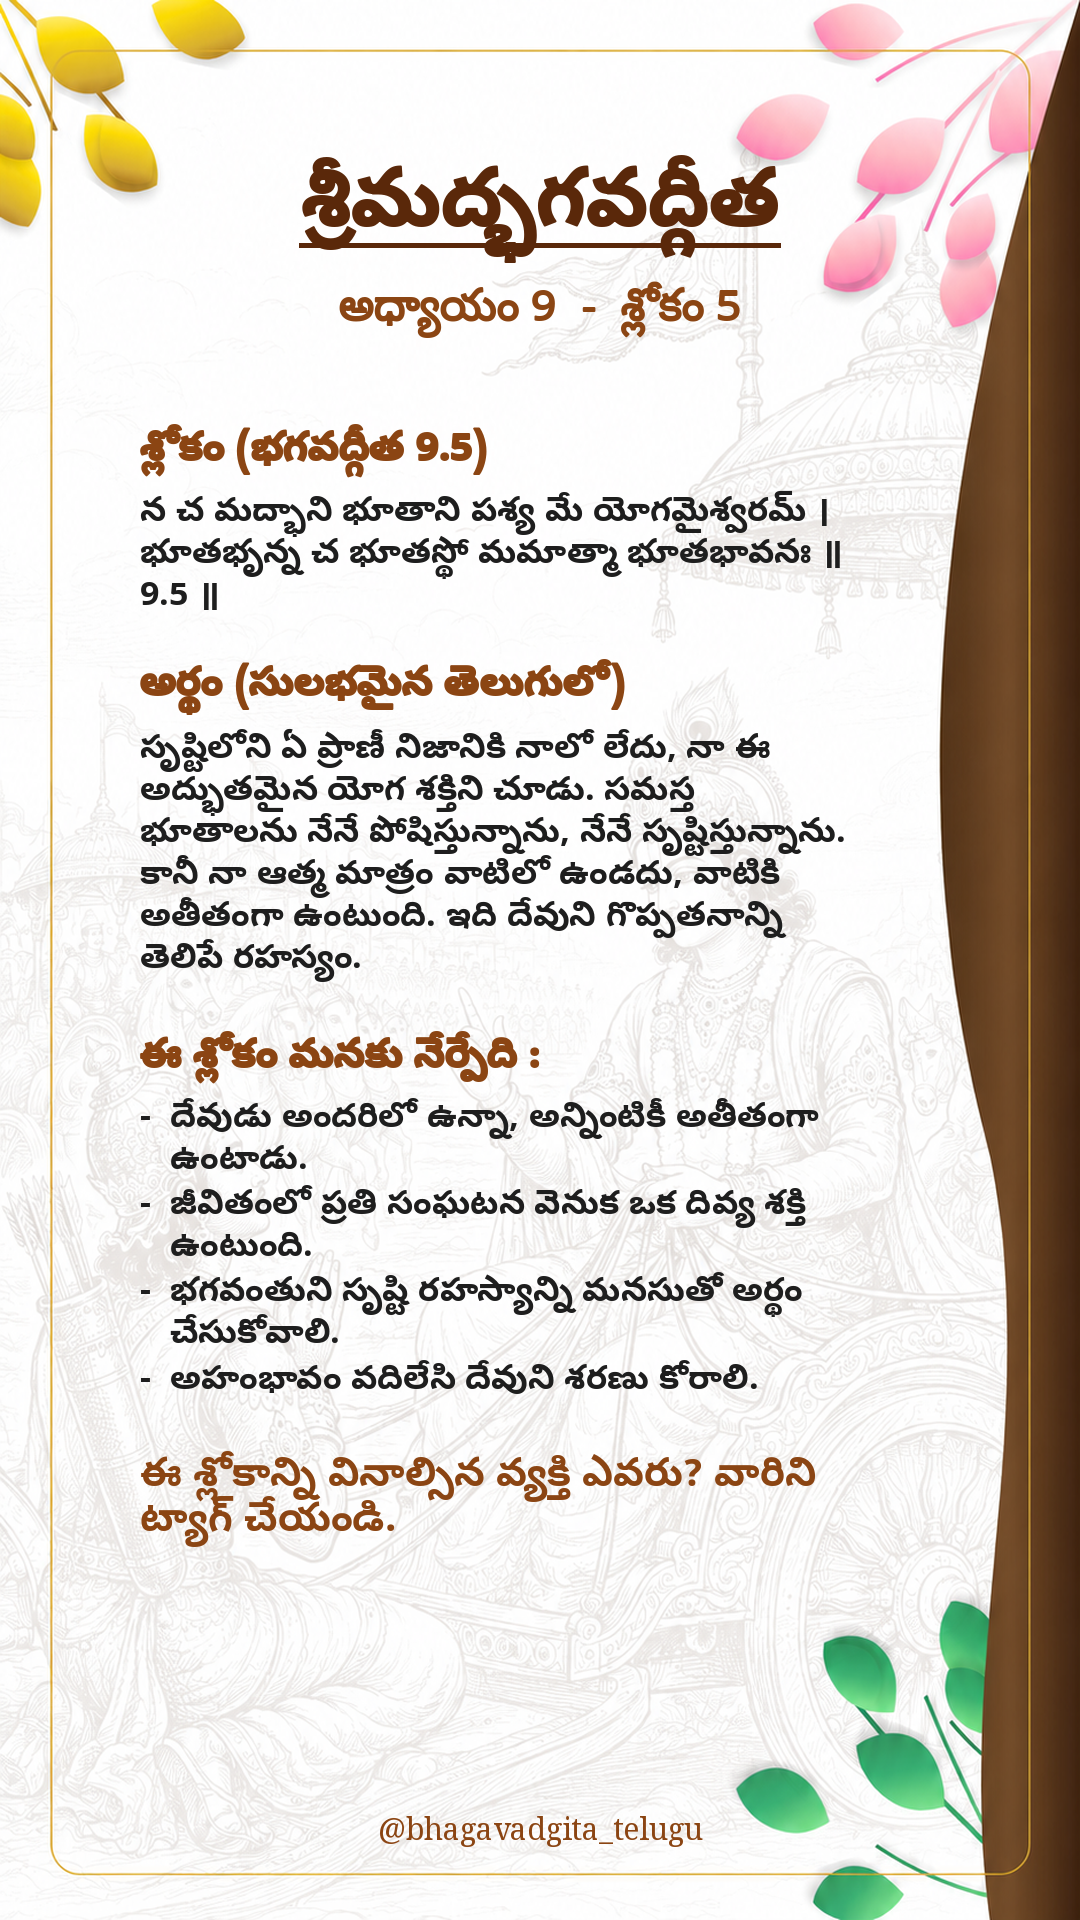 శ్రీమద్భగవద్గీత
అధ్యాయం 9 - శ్లోకం 5
శ్లోకం (భగవద్గీత 9.5)
న చ మద్భాని భూతాని పశ్య మే యోగమైశ్వరమ్ |
భూతభృన్న చ భూతస్థో మమాత్మా భూతభావనః ||
9.5 ||
అర్థం (సులభమైన తెలుగులో)
సృష్టిలోని ఏ ప్రాణీ నిజానికి నాలో లేదు, నా ఈ
అద్భుతమైన యోగ శక్తిని చూడు. సమస్త
భూతాలను నేనే పోషిస్తున్నాను, నేనే సృష్టిస్తున్నాను.
కానీ నా ఆత్మ మాత్రం వాటిలో ఉండదు, వాటికి
అతీతంగా ఉంటుంది. ఇది దేవుని గొప్పతనాన్ని
తెలిపే రహస్యం.
ఈ శ్లోకం మనకు నేర్పేది :
- దేవుడు అందరిలో ఉన్నా, అన్నింటికీ అతీతంగా
ఉంటాడు.
- జీవితంలో ప్రతి సంఘటన వెనుక ఒక దివ్య శక్తి
ఉంటుంది.
- భగవంతుని సృష్టి రహస్యాన్ని మనసుతో అర్థం
చేసుకోవాలి.
- అహంభావం వదిలేసి దేవుని శరణు కోరాలి.
ఈ శ్లోకాన్ని వినాల్సిన వ్యక్తి ఎవరు? వారిని
ట్యాగ్ చేయండి.
@bhagavadgita_telugu